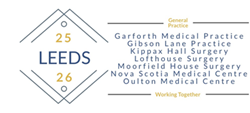 25
LEEDS
26
General
Practice
Garforth Medical Practice
Gibson Lane Practice
Kippax Hall Surgery
Lofthouse Surgery
Moorfield House Surgery
Nova Scotia Medical Centre
Oulton Medical Centre
Working Together